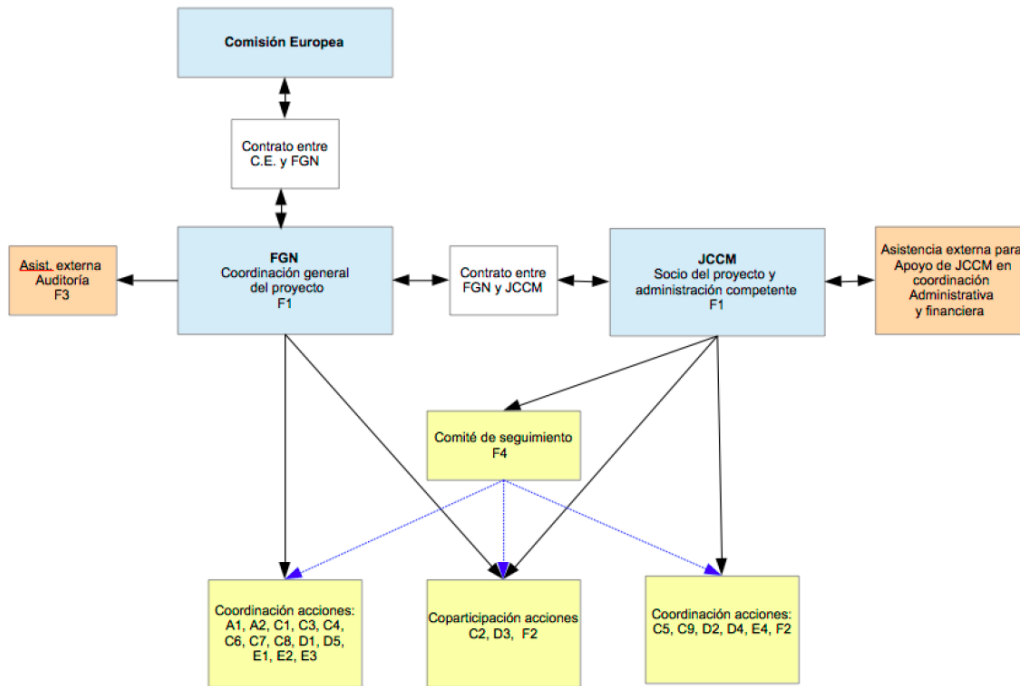 Comisión Europea
Contrato entre
C.E. y FGN
Asist. externa
Auditoría
F3
FGN
Coordinación general
del proyecto
F1
Contrato entre
FGN y JCCM
JCCM
Socio del proyecto y
administración competente
F1
Asistencia externa para
Apoyo de JCCM en
coordinación
Administrativa
y financiera
Comité de seguimiento
F4
Coordinación acciones:
A1, A2, C1, C3, C4,
C6, C7, C8, D1, D5,
E1, E2, E3
Coparticipación acciones
C2, D3, F2
Coordinación acciones:
C5, C9, D2, D4, E4, F2